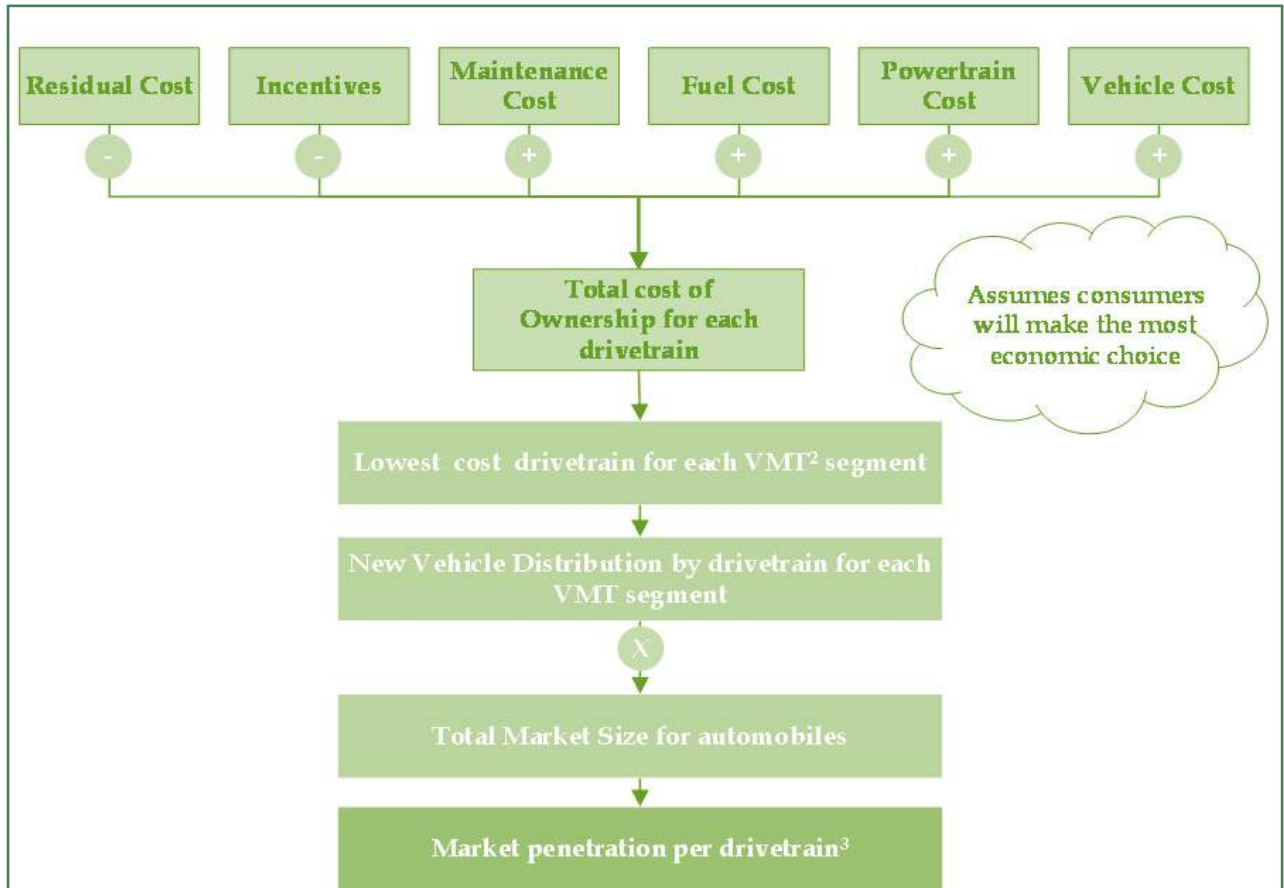 Residual Cost
Incentives
Maintenance
Cost
Fuel Cost
Powertrain
Cost
Vehicle Cost
-
-
+
+
+
+
Total cost of
Ownership for each
drivetrain
Assumes consumers
will make the most
economic choice
Lowest cost drivetrain for each VMT² segment
New Vehicle Distribution by drivetrain for each
VMT segment
X
Total Market Size for automobiles
Market penetration per drivetrain³